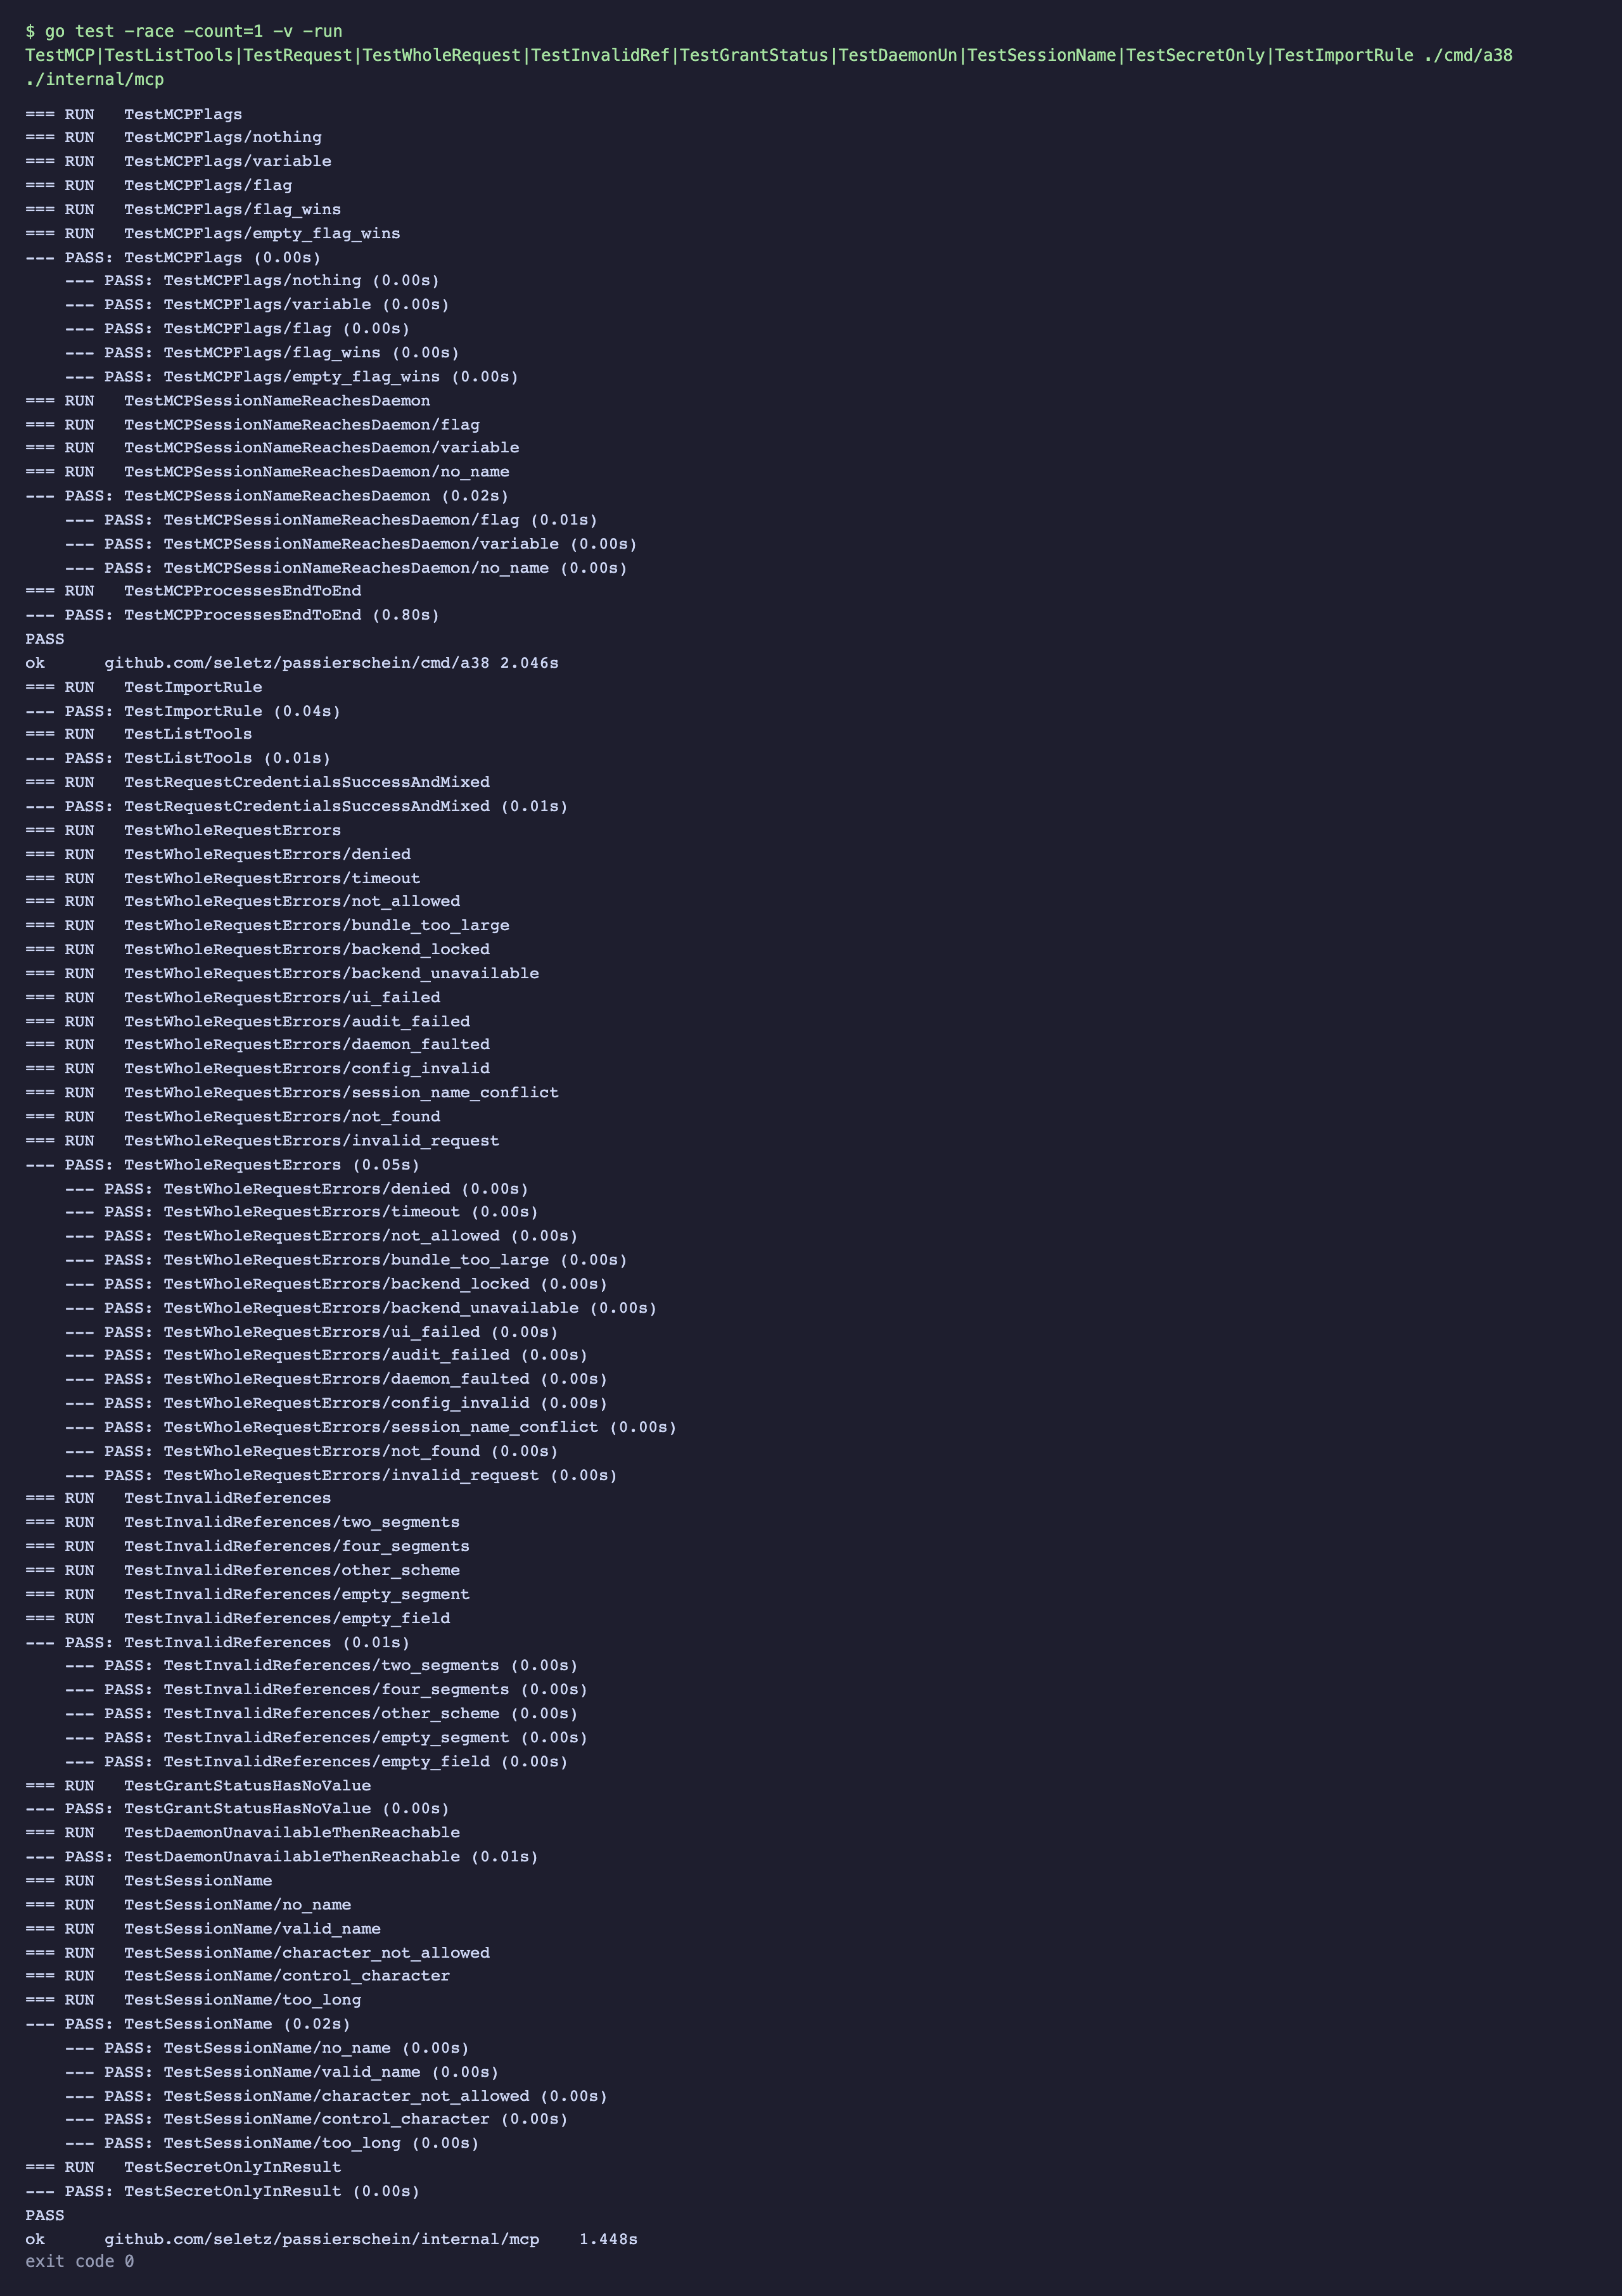 $ go test -race -count=1 -v -run
TestMCP|TestListTools|TestRequest|TestWholeRequest|TestInvalidRef|TestGrantStatus|TestDaemonUn|TestSessionName|TestSecretOnly|TestImportRule ./cmd/a38
./internal/mcp
=== RUN   TestMCPFlags
=== RUN   TestMCPFlags/nothing
=== RUN   TestMCPFlags/variable
=== RUN   TestMCPFlags/flag
=== RUN   TestMCPFlags/flag_wins
=== RUN   TestMCPFlags/empty_flag_wins
--- PASS: TestMCPFlags (0.00s)
    --- PASS: TestMCPFlags/nothing (0.00s)
    --- PASS: TestMCPFlags/variable (0.00s)
    --- PASS: TestMCPFlags/flag (0.00s)
    --- PASS: TestMCPFlags/flag_wins (0.00s)
    --- PASS: TestMCPFlags/empty_flag_wins (0.00s)
=== RUN   TestMCPSessionNameReachesDaemon
=== RUN   TestMCPSessionNameReachesDaemon/flag
=== RUN   TestMCPSessionNameReachesDaemon/variable
=== RUN   TestMCPSessionNameReachesDaemon/no_name
--- PASS: TestMCPSessionNameReachesDaemon (0.02s)
    --- PASS: TestMCPSessionNameReachesDaemon/flag (0.01s)
    --- PASS: TestMCPSessionNameReachesDaemon/variable (0.00s)
    --- PASS: TestMCPSessionNameReachesDaemon/no_name (0.00s)
=== RUN   TestMCPProcessesEndToEnd
--- PASS: TestMCPProcessesEndToEnd (0.80s)
PASS
ok      github.com/seletz/passierschein/cmd/a38 2.046s
=== RUN   TestImportRule
--- PASS: TestImportRule (0.04s)
=== RUN   TestListTools
--- PASS: TestListTools (0.01s)
=== RUN   TestRequestCredentialsSuccessAndMixed
--- PASS: TestRequestCredentialsSuccessAndMixed (0.01s)
=== RUN   TestWholeRequestErrors
=== RUN   TestWholeRequestErrors/denied
=== RUN   TestWholeRequestErrors/timeout
=== RUN   TestWholeRequestErrors/not_allowed
=== RUN   TestWholeRequestErrors/bundle_too_large
=== RUN   TestWholeRequestErrors/backend_locked
=== RUN   TestWholeRequestErrors/backend_unavailable
=== RUN   TestWholeRequestErrors/ui_failed
=== RUN   TestWholeRequestErrors/audit_failed
=== RUN   TestWholeRequestErrors/daemon_faulted
=== RUN   TestWholeRequestErrors/config_invalid
=== RUN   TestWholeRequestErrors/session_name_conflict
=== RUN   TestWholeRequestErrors/not_found
=== RUN   TestWholeRequestErrors/invalid_request
--- PASS: TestWholeRequestErrors (0.05s)
    --- PASS: TestWholeRequestErrors/denied (0.00s)
    --- PASS: TestWholeRequestErrors/timeout (0.00s)
    --- PASS: TestWholeRequestErrors/not_allowed (0.00s)
    --- PASS: TestWholeRequestErrors/bundle_too_large (0.00s)
    --- PASS: TestWholeRequestErrors/backend_locked (0.00s)
    --- PASS: TestWholeRequestErrors/backend_unavailable (0.00s)
    --- PASS: TestWholeRequestErrors/ui_failed (0.00s)
    --- PASS: TestWholeRequestErrors/audit_failed (0.00s)
    --- PASS: TestWholeRequestErrors/daemon_faulted (0.00s)
    --- PASS: TestWholeRequestErrors/config_invalid (0.00s)
    --- PASS: TestWholeRequestErrors/session_name_conflict (0.00s)
    --- PASS: TestWholeRequestErrors/not_found (0.00s)
    --- PASS: TestWholeRequestErrors/invalid_request (0.00s)
=== RUN   TestInvalidReferences
=== RUN   TestInvalidReferences/two_segments
=== RUN   TestInvalidReferences/four_segments
=== RUN   TestInvalidReferences/other_scheme
=== RUN   TestInvalidReferences/empty_segment
=== RUN   TestInvalidReferences/empty_field
--- PASS: TestInvalidReferences (0.01s)
    --- PASS: TestInvalidReferences/two_segments (0.00s)
    --- PASS: TestInvalidReferences/four_segments (0.00s)
    --- PASS: TestInvalidReferences/other_scheme (0.00s)
    --- PASS: TestInvalidReferences/empty_segment (0.00s)
    --- PASS: TestInvalidReferences/empty_field (0.00s)
=== RUN   TestGrantStatusHasNoValue
--- PASS: TestGrantStatusHasNoValue (0.00s)
=== RUN   TestDaemonUnavailableThenReachable
--- PASS: TestDaemonUnavailableThenReachable (0.01s)
=== RUN   TestSessionName
=== RUN   TestSessionName/no_name
=== RUN   TestSessionName/valid_name
=== RUN   TestSessionName/character_not_allowed
=== RUN   TestSessionName/control_character
=== RUN   TestSessionName/too_long
--- PASS: TestSessionName (0.02s)
    --- PASS: TestSessionName/no_name (0.00s)
    --- PASS: TestSessionName/valid_name (0.00s)
    --- PASS: TestSessionName/character_not_allowed (0.00s)
    --- PASS: TestSessionName/control_character (0.00s)
    --- PASS: TestSessionName/too_long (0.00s)
=== RUN   TestSecretOnlyInResult
--- PASS: TestSecretOnlyInResult (0.00s)
PASS
ok      github.com/seletz/passierschein/internal/mcp    1.448s
exit code 0